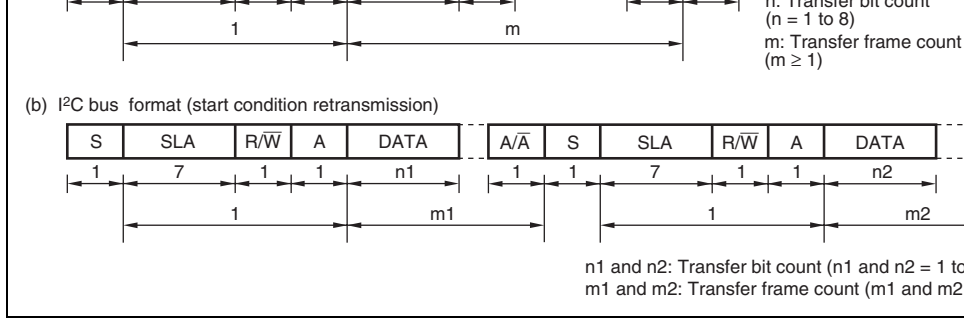 n: Transfer bit count
(n = 1 to 8)
1 m
m: Transfer frame count
(m ≥ 1)
(b) I²C bus format (start condition retransmission)
S SLA R/W̅ A DATA A/A̅ S SLA R/W̅ A DATA
1 7 1 1 n1 1 1 7 1 1 n2
1 m1 1 m2
n1 and n2: Transfer bit count (n1 and n2 = 1 to
m1 and m2: Transfer frame count (m1 and m2